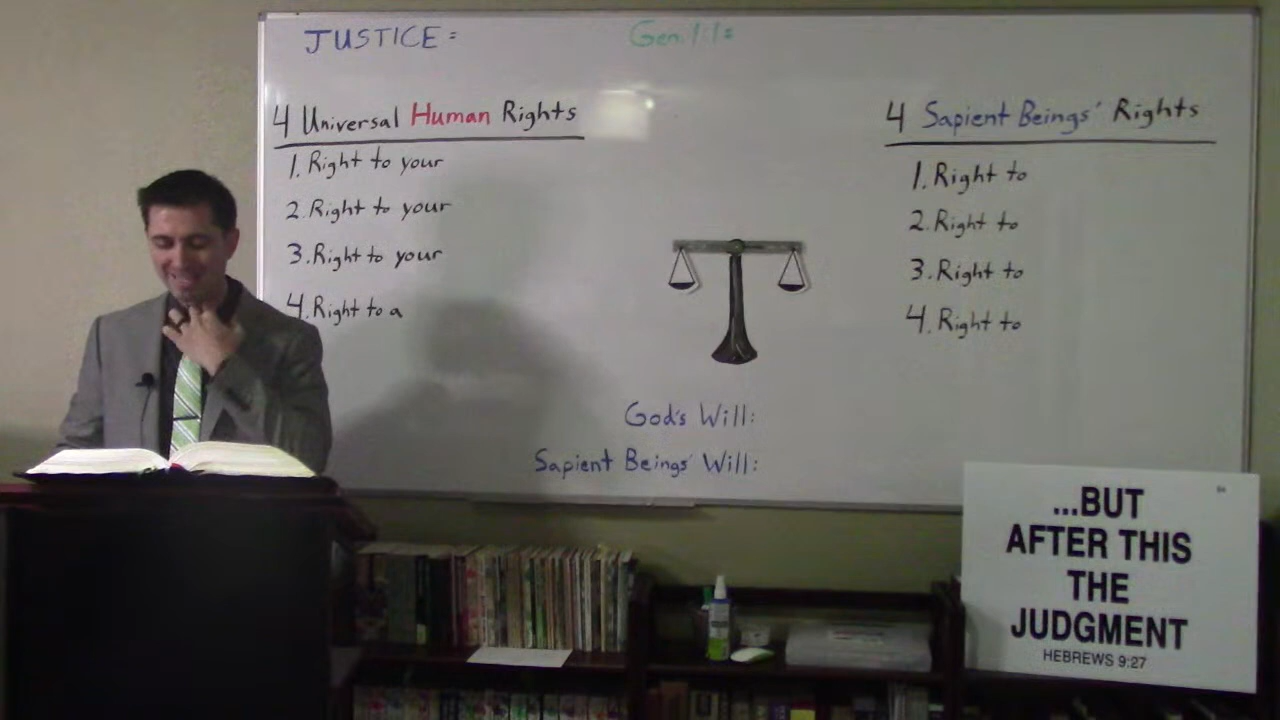 JUSTICE =
Gen. 1:1 =
4 Universal Human Rights
1. Right to your
2. Right to your
3. Right to your
4. Right to a
4 Sapient Beings' Rights
1. Right to
2. Right to
3. Right to
4. Right to
God's Will:
Sapient Beings' Will:
...BUT
AFTER THIS
THE
JUDGMENT
HEBREWS 9:27